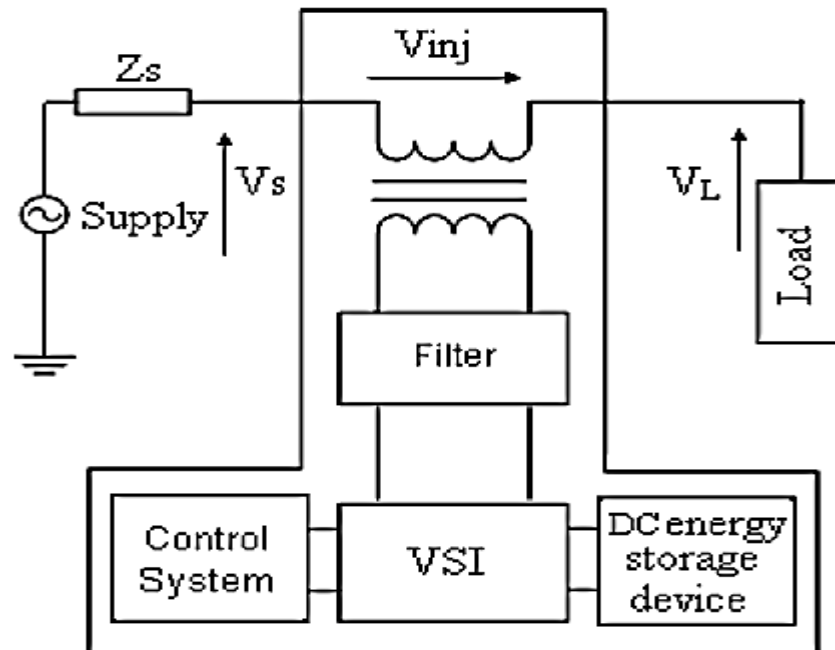 Vinj
Zs
Vs
Supply
VL
Load
Filter
Control
System
VSI
DC energy
storage
device